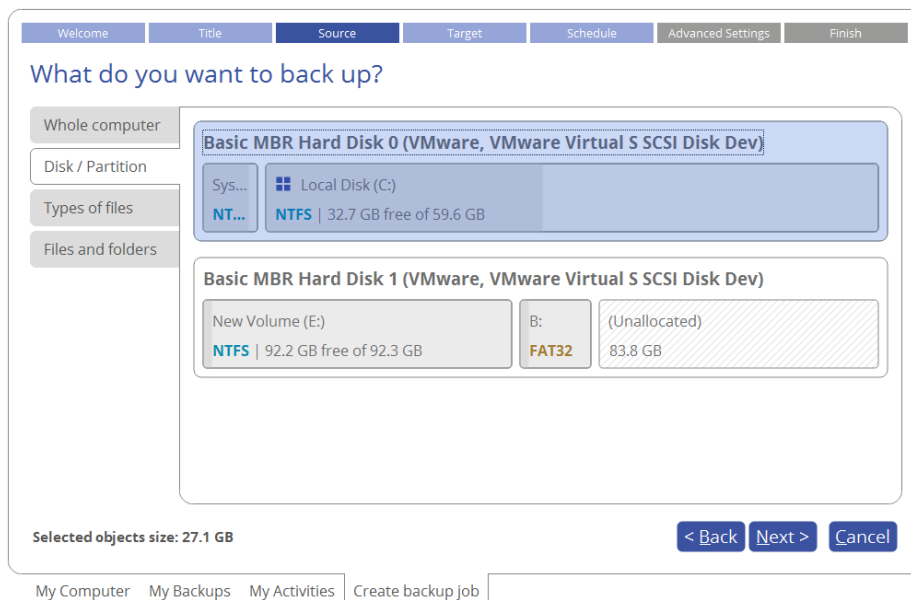 Welcome Title Source Target Schedule Advanced Settings Finish
What do you want to back up?
Whole computer
Disk / Partition
Types of files
Files and folders
Basic MBR Hard Disk 0 (VMware, VMware Virtual S SCSI Disk Dev)
Sys... Local Disk (C:)
NT... NTFS | 32.7 GB free of 59.6 GB
Basic MBR Hard Disk 1 (VMware, VMware Virtual S SCSI Disk Dev)
New Volume (E:) B: (Unallocated)
NTFS | 92.2 GB free of 92.3 GB FAT32 83.8 GB
Selected objects size: 27.1 GB
< Back Next > Cancel
My Computer My Backups My Activities Create backup job